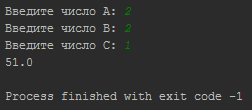 Введите число A: 2
Введите число B: 2
Введите число C: 1
51.0
Process finished with exit code -1